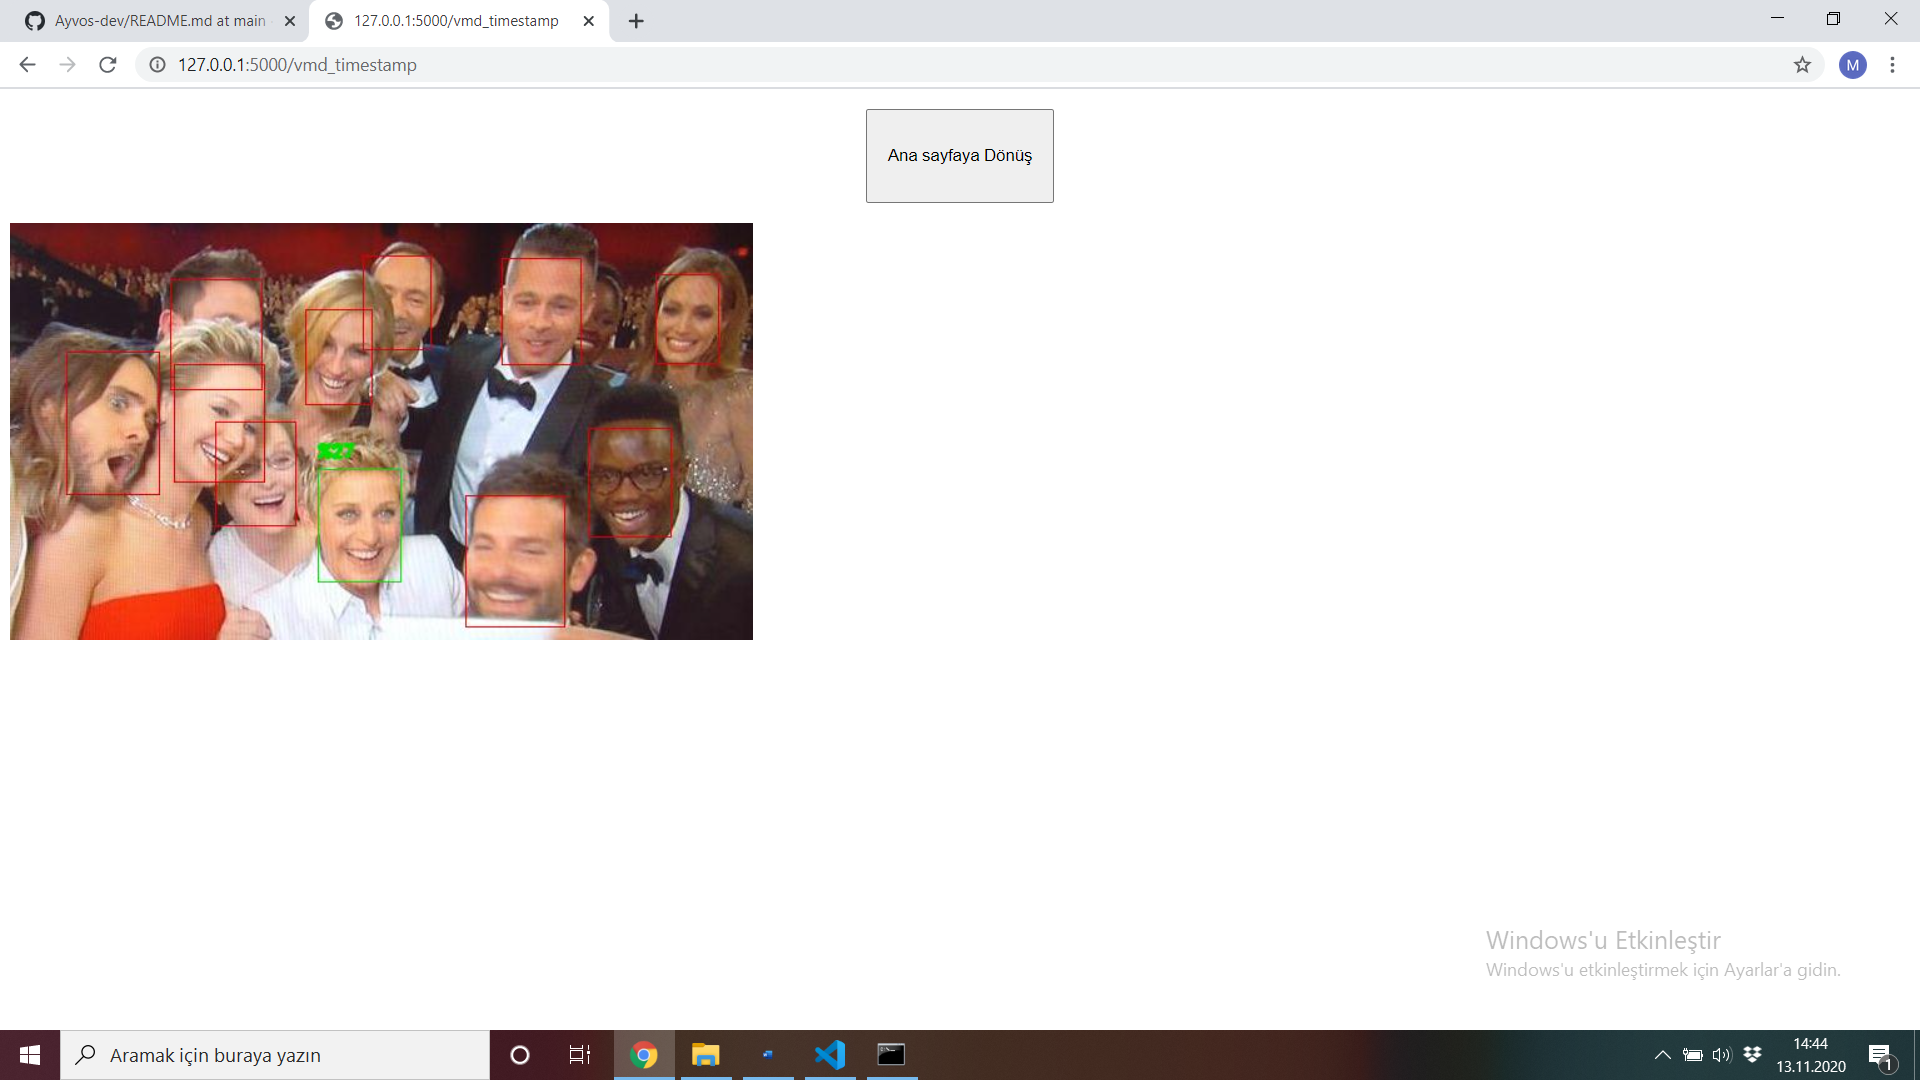 Ayvos-dev/README.md at main
127.0.0.1:5000/vmd_timestamp
127.0.0.1:5000/vmd_timestamp
M
Ana sayfaya Dönüş
Windows'u Etkinleştir
Windows'u etkinleştirmek için Ayarlar'a gidin.
Aramak için buraya yazın
14:44
13.11.2020
1